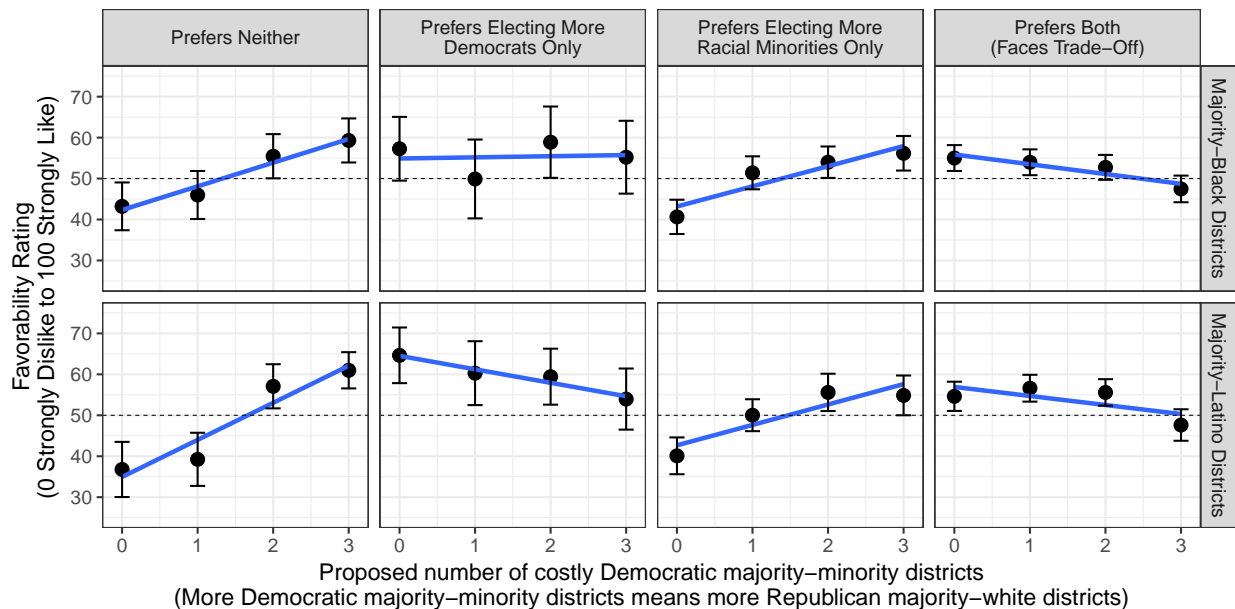 Prefers Neither
Prefers Electing More
Democrats Only
Prefers Electing More
Racial Minorities Only
Prefers Both
(Faces Trade−Off)
Favorability Rating
(0 Strongly Dislike to 100 Strongly Like)
70
60
50
40
30
Majority−Black Districts
70
60
50
40
30
Majority−Latino Districts
0 1 2 3 0 1 2 3 0 1 2 3 0 1 2 3
Proposed number of costly Democratic majority−minority districts
(More Democratic majority−minority districts means more Republican majority−white districts)